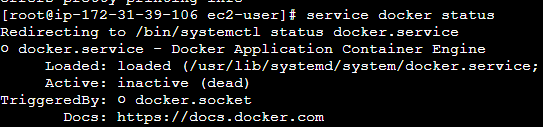 [root@ip-172-31-39-106 ec2-user]# service docker status
Redirecting to /bin/systemctl status docker.service
○ docker.service - Docker Application Container Engine
Loaded: loaded (/usr/lib/systemd/system/docker.service;
Active: inactive (dead)
TriggeredBy: ○ docker.socket
Docs: https://docs.docker.com